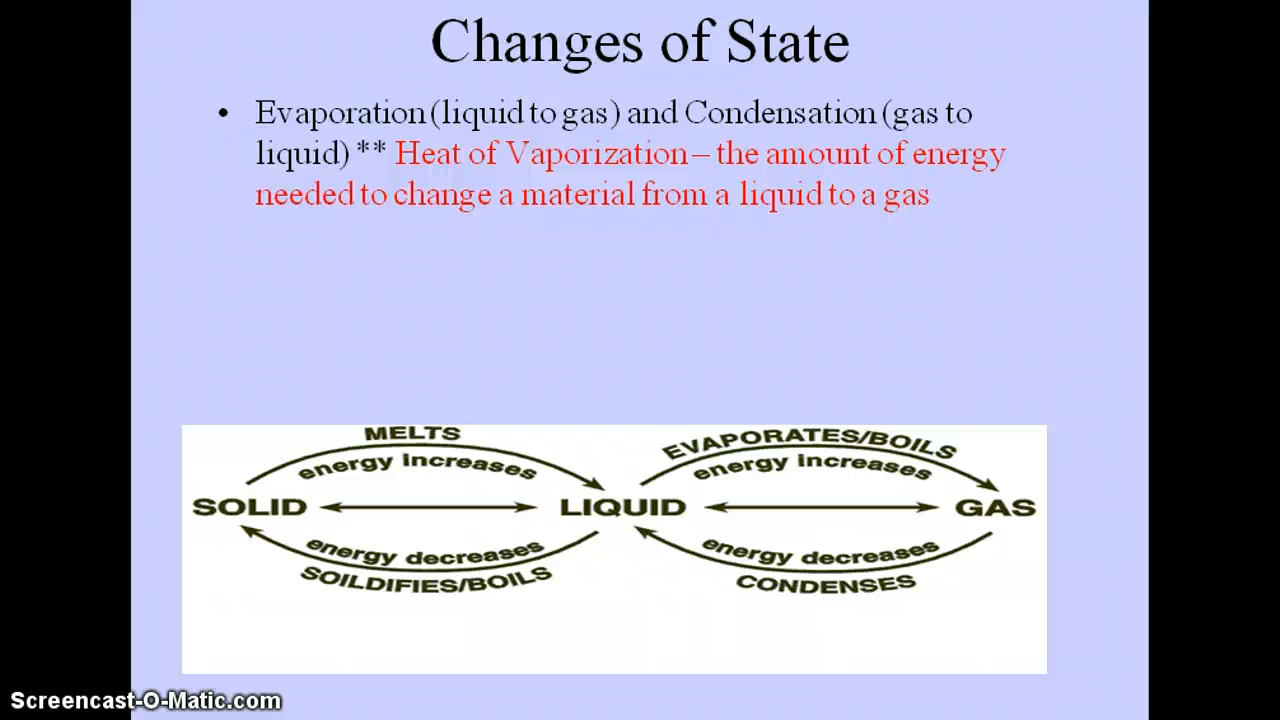 Changes of State
• Evaporation (liquid to gas) and Condensation (gas to
liquid) ** Heat of Vaporization – the amount of energy
needed to change a material from a liquid to a gas
MELTS
energy increases
EVAPORATES/BOILS
energy increases
SOLID LIQUID GAS
energy decreases
SOILDIFIES/BOILS
energy decreases
CONDENSES
Screencast-O-Matic.com